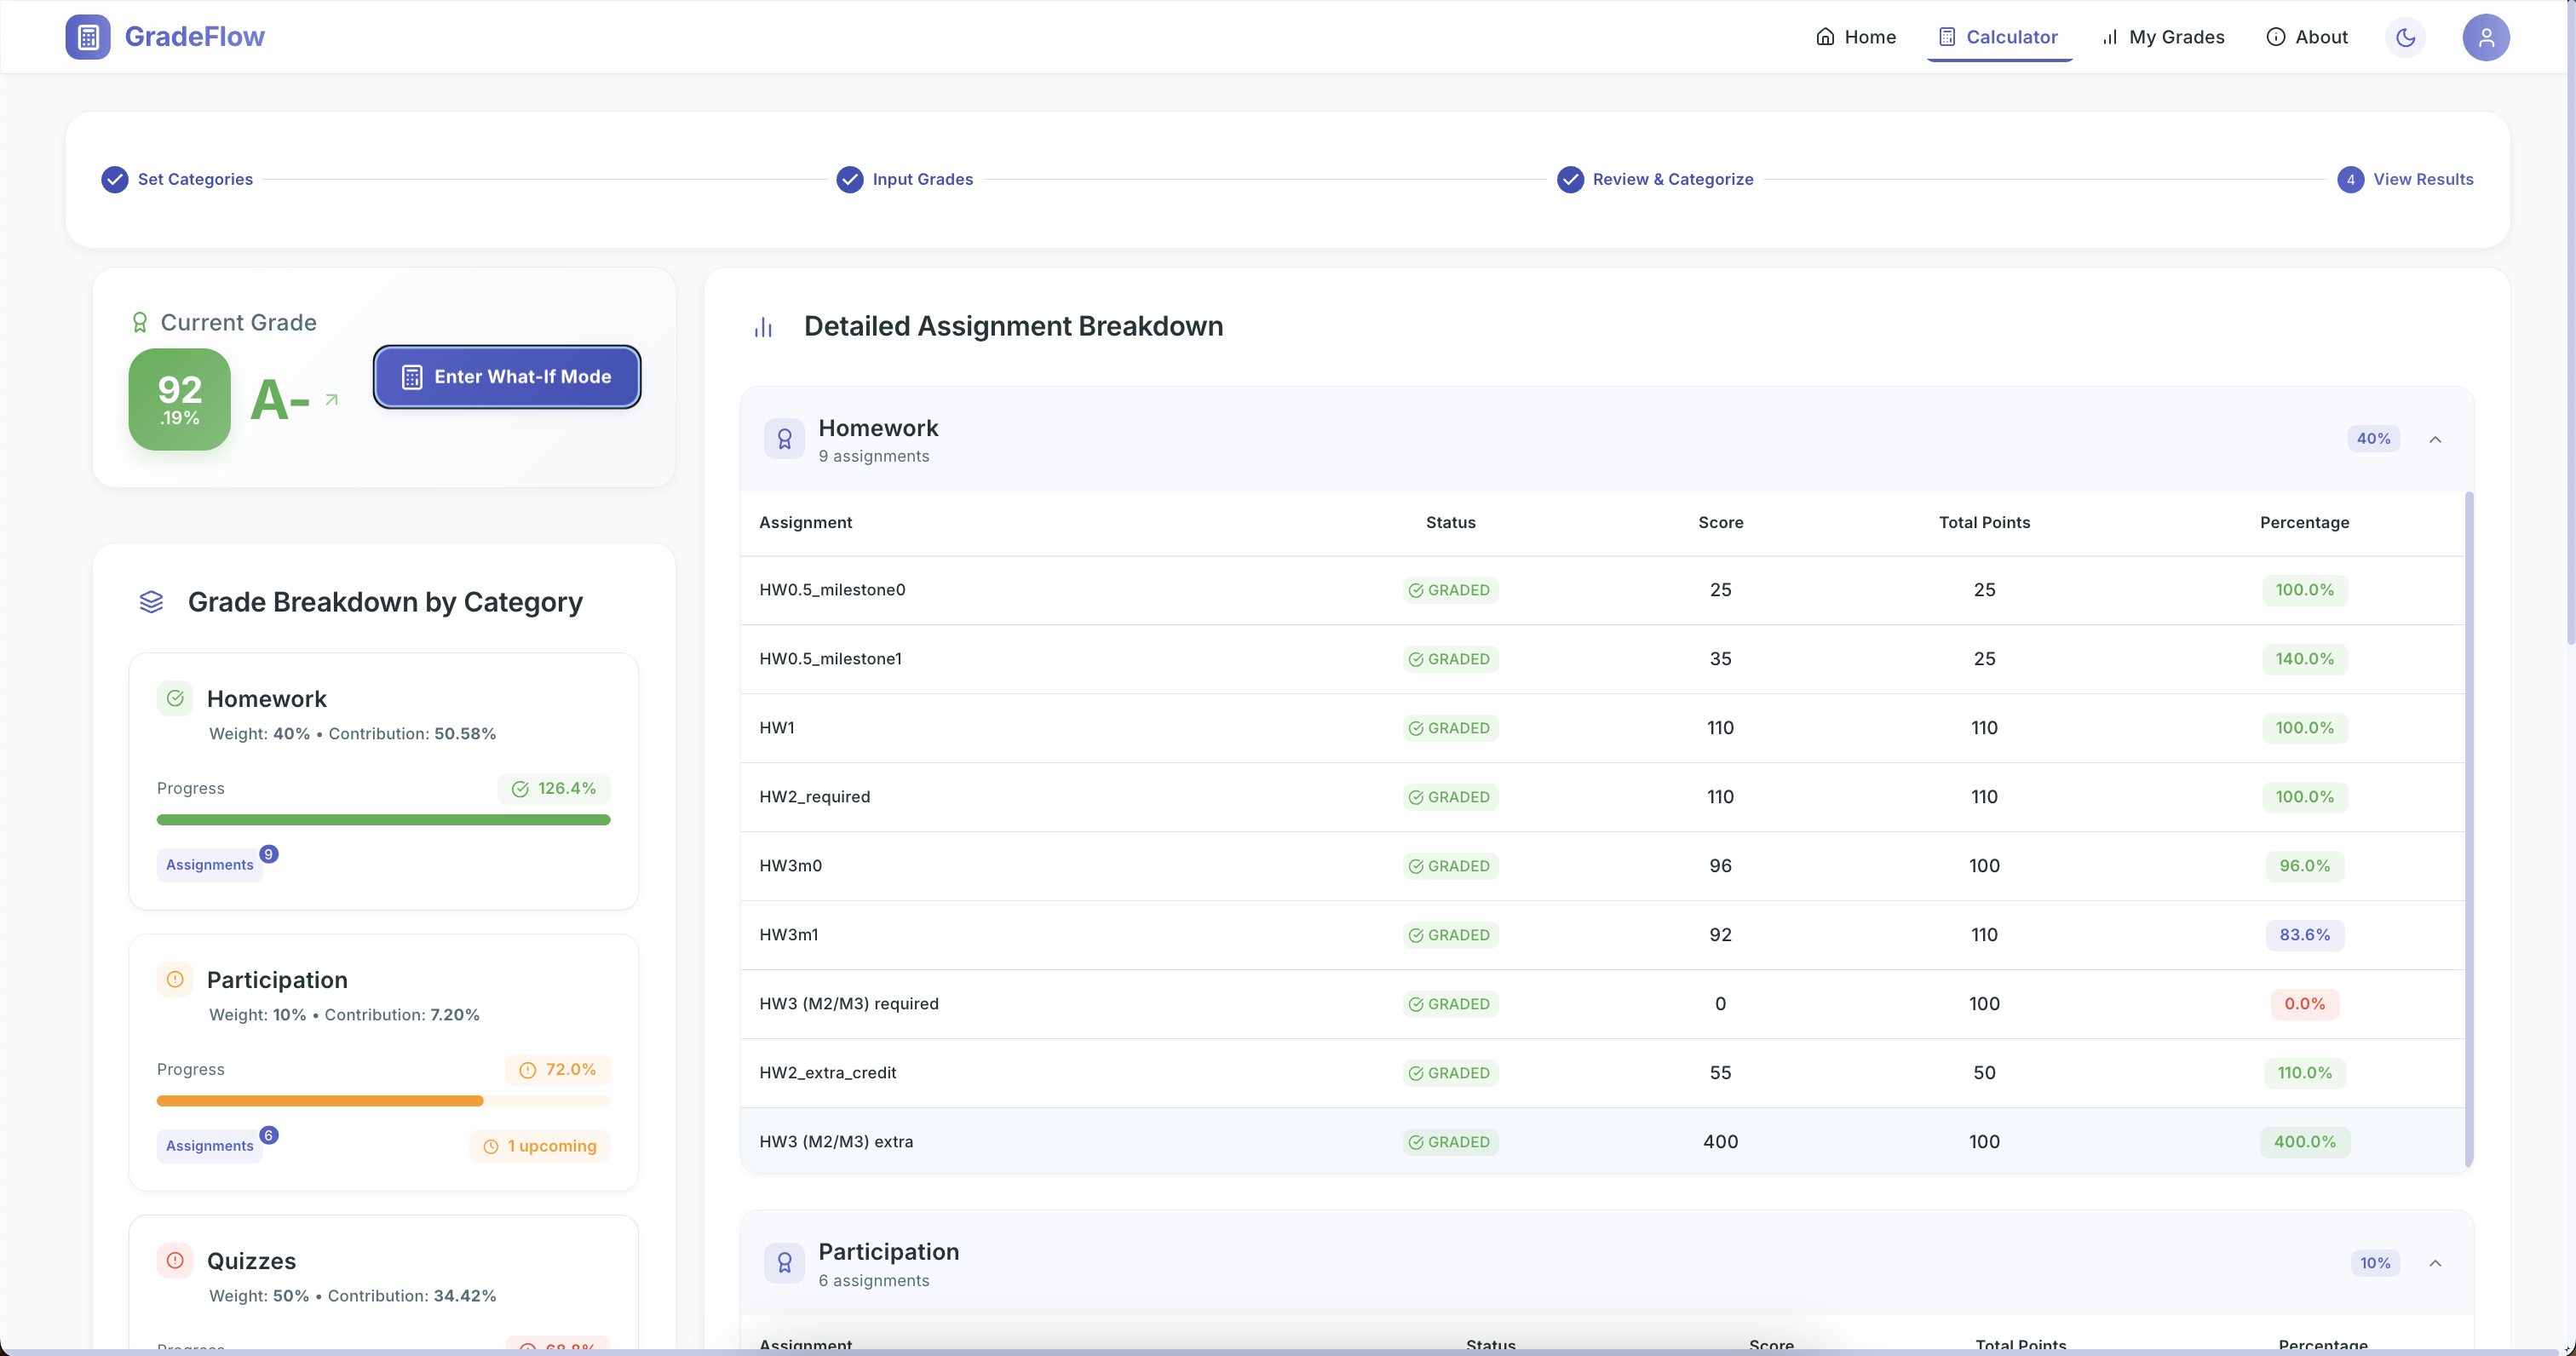 GradeFlow
Home
Calculator
My Grades
About
Set Categories
Input Grades
Review & Categorize
4 View Results
Current Grade
92
.19%
A-
Enter What-If Mode
Grade Breakdown by Category
Homework
Weight: 40% • Contribution: 50.58%
Progress 126.4%
Assignments 9
Participation
Weight: 10% • Contribution: 7.20%
Progress 72.0%
Assignments 6 1 upcoming
Quizzes
Weight: 50% • Contribution: 34.42%
Progress 68.8%
Detailed Assignment Breakdown
Homework
9 assignments
40%
Assignment Status Score Total Points Percentage
HW0.5_milestone0 GRADED 25 25 100.0%
HW0.5_milestone1 GRADED 35 25 140.0%
HW1 GRADED 110 110 100.0%
HW2_required GRADED 110 110 100.0%
HW3m0 GRADED 96 100 96.0%
HW3m1 GRADED 92 110 83.6%
HW3 (M2/M3) required GRADED 0 100 0.0%
HW2_extra_credit GRADED 55 50 110.0%
HW3 (M2/M3) extra GRADED 400 100 400.0%
Participation
6 assignments
10%
Assignment Status Score Total Points Percentage